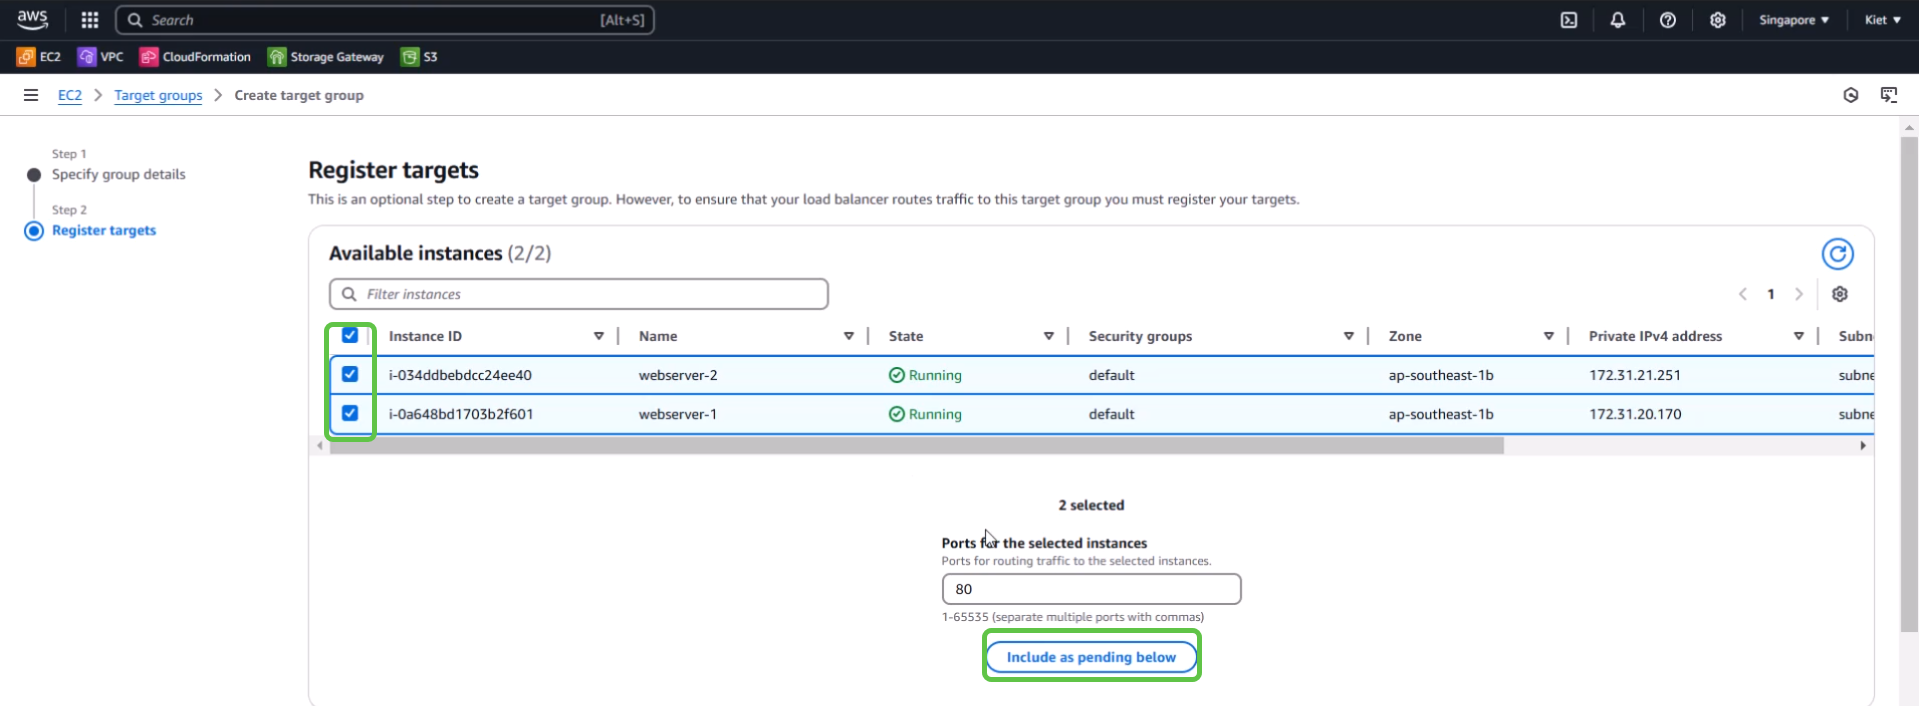 aws Search [Alt+S] Singapore ▼ Kiet ▼
EC2 VPC CloudFormation Storage Gateway S3
EC2 > Target groups > Create target group
Step 1
Specify group details
Step 2
Register targets
Register targets
This is an optional step to create a target group. However, to ensure that your load balancer routes traffic to this target group you must register your targets.
Available instances (2/2)
Filter instances
< 1 >
Instance ID Name State Security groups Zone Private IPv4 address Subn
i-034ddbebdcc24ee40 webserver-2 Running default ap-southeast-1b 172.31.21.251 subne
i-0a648bd1703b2f601 webserver-1 Running default ap-southeast-1b 172.31.20.170 subne
2 selected
Ports for the selected instances
Ports for routing traffic to the selected instances.
80
1-65535 (separate multiple ports with commas)
Include as pending below